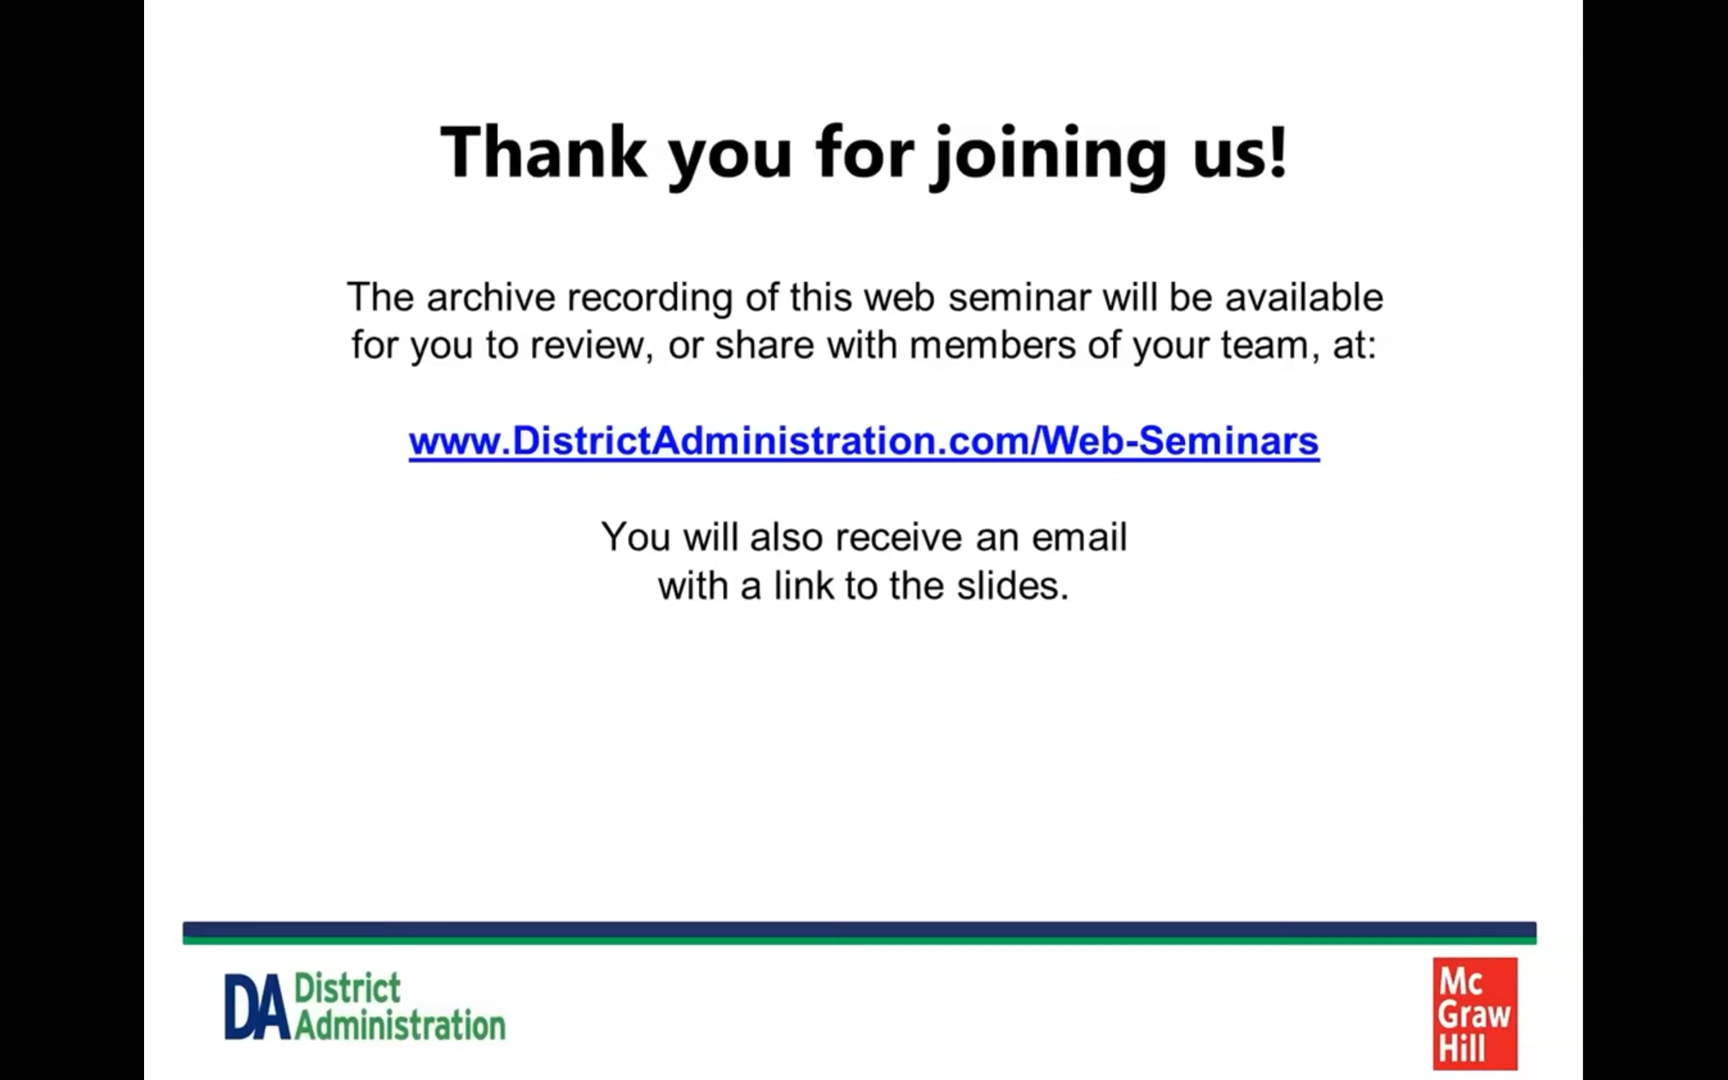 Thank you for joining us!
The archive recording of this web seminar will be available
for you to review, or share with members of your team, at:
www.DistrictAdministration.com/Web-Seminars
You will also receive an email
with a link to the slides.
DA District
Administration
Mc
Graw
Hill